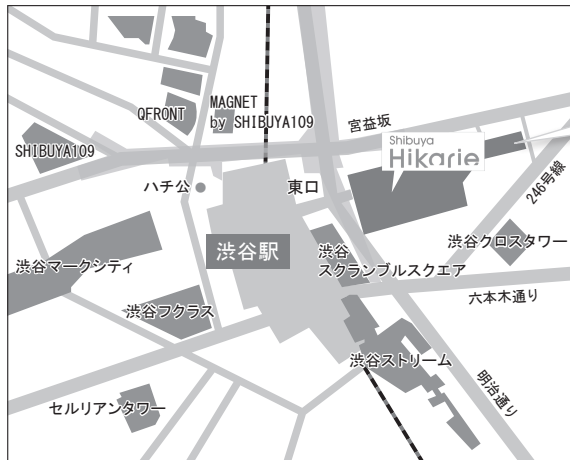 MAGNET
by SHIBUYA109
QFRONT
宮益坂
SHIBUYA109
Shibuya
Hikarie
246号線
ハチ公
東口
渋谷クロスタワー
渋谷駅
渋谷
スクランブルスクエア
渋谷マークシティ
六本木通り
渋谷フクラス
渋谷ストリーム
明治通り
セルリアンタワー